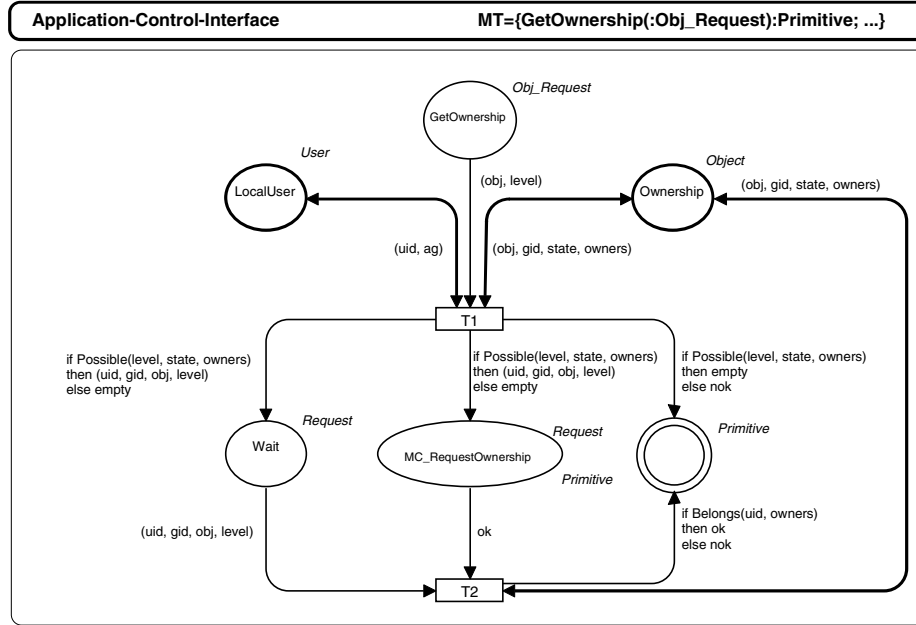 Application-Control-Interface
MT={GetOwnership(:Obj_Request):Primitive; ...}
Obj_Request
GetOwnership
User
Object
LocalUser
(obj, level)
Ownership
(obj, gid, state, owners)
(uid, ag)
(obj, gid, state, owners)
T1
if Possible(level, state, owners)
then (uid, gid, obj, level)
else empty
if Possible(level, state, owners)
then (uid, gid, obj, level)
else empty
if Possible(level, state, owners)
then empty
else nok
Request
Wait
Request
MC_RequestOwnership
Primitive
Primitive
(uid, gid, obj, level)
ok
if Belongs(uid, owners)
then ok
else nok
T2